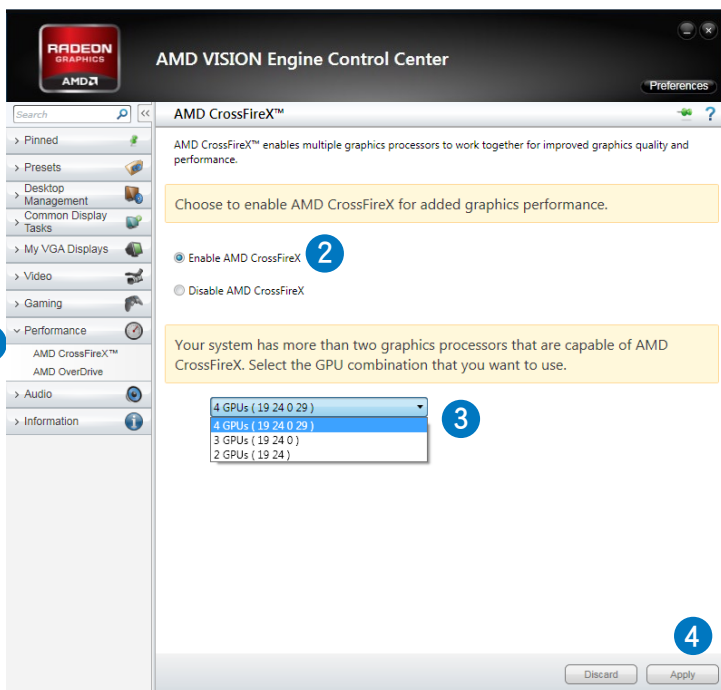 RADEON
GRAPHICS
AMD
AMD VISION Engine Control Center
Preferences
Search
<<
AMD CrossFireX™
?
> Pinned
> Presets
> Desktop
Management
> Common Display
Tasks
> My VGA Displays
> Video
> Gaming
Performance
AMD CrossFireX™
AMD OverDrive
> Audio
> Information
AMD CrossFireX™ enables multiple graphics processors to work together for improved graphics quality and
performance.
Choose to enable AMD CrossFireX for added graphics performance.
Enable AMD CrossFireX
2
Disable AMD CrossFireX
Your system has more than two graphics processors that are capable of AMD
CrossFireX. Select the GPU combination that you want to use.
4 GPUs ( 19 24 0 29 )
3
4 GPUs ( 19 24 0 29 )
3 GPUs ( 19 24 0 )
2 GPUs ( 19 24 )
4
Discard
Apply